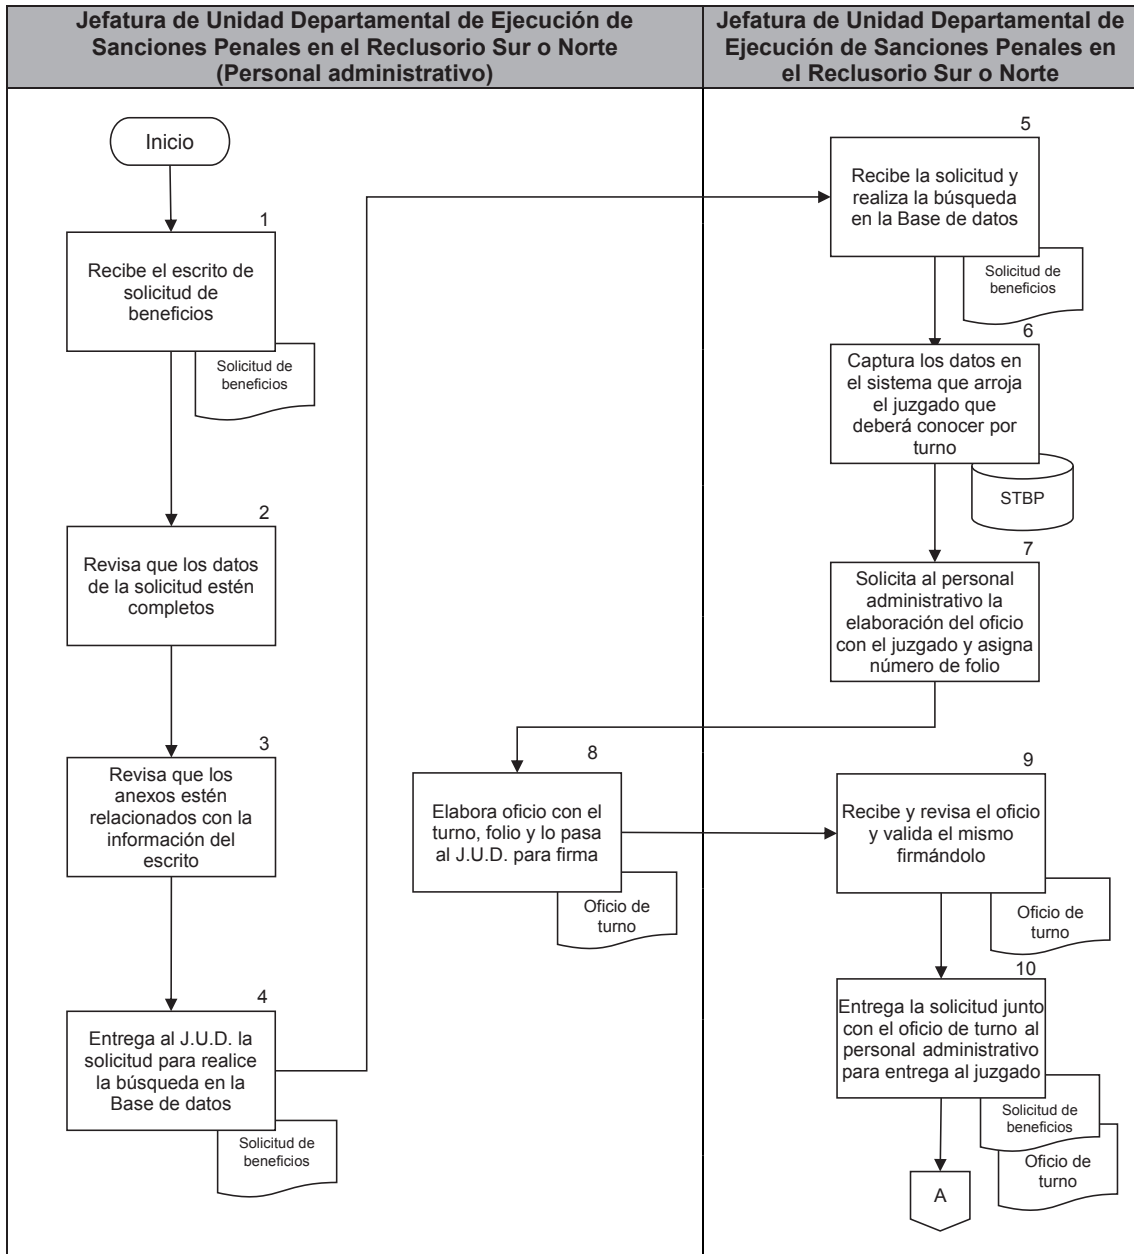 Jefatura de Unidad Departamental de Ejecución de
Sanciones Penales en el Reclusorio Sur o Norte
(Personal administrativo)
Jefatura de Unidad Departamental de
Ejecución de Sanciones Penales en
el Reclusorio Sur o Norte
Inicio
1
Recibe el escrito de
solicitud de
beneficios
Solicitud de
beneficios
2
Revisa que los datos
de la solicitud estén
completos
3
Revisa que los
anexos estén
relacionados con la
información del
escrito
4
Entrega al J.U.D. la
solicitud para realice
la búsqueda en la
Base de datos
Solicitud de
beneficios
5
Recibe la solicitud y
realiza la búsqueda
en la Base de datos
Solicitud de
beneficios
6
Captura los datos en
el sistema que arroja
el juzgado que
deberá conocer por
turno
STBP
7
Solicita al personal
administrativo la
elaboración del oficio
con el juzgado y asigna
número de folio
8
Elabora oficio con el
turno, folio y lo pasa
al J.U.D. para firma
Oficio de
turno
9
Recibe y revisa el oficio
y valida el mismo
firmándolo
Oficio de
turno
10
Entrega la solicitud junto
con el oficio de turno al
personal administrativo
para entrega al juzgado
Solicitud de
beneficios
Oficio de
turno
A